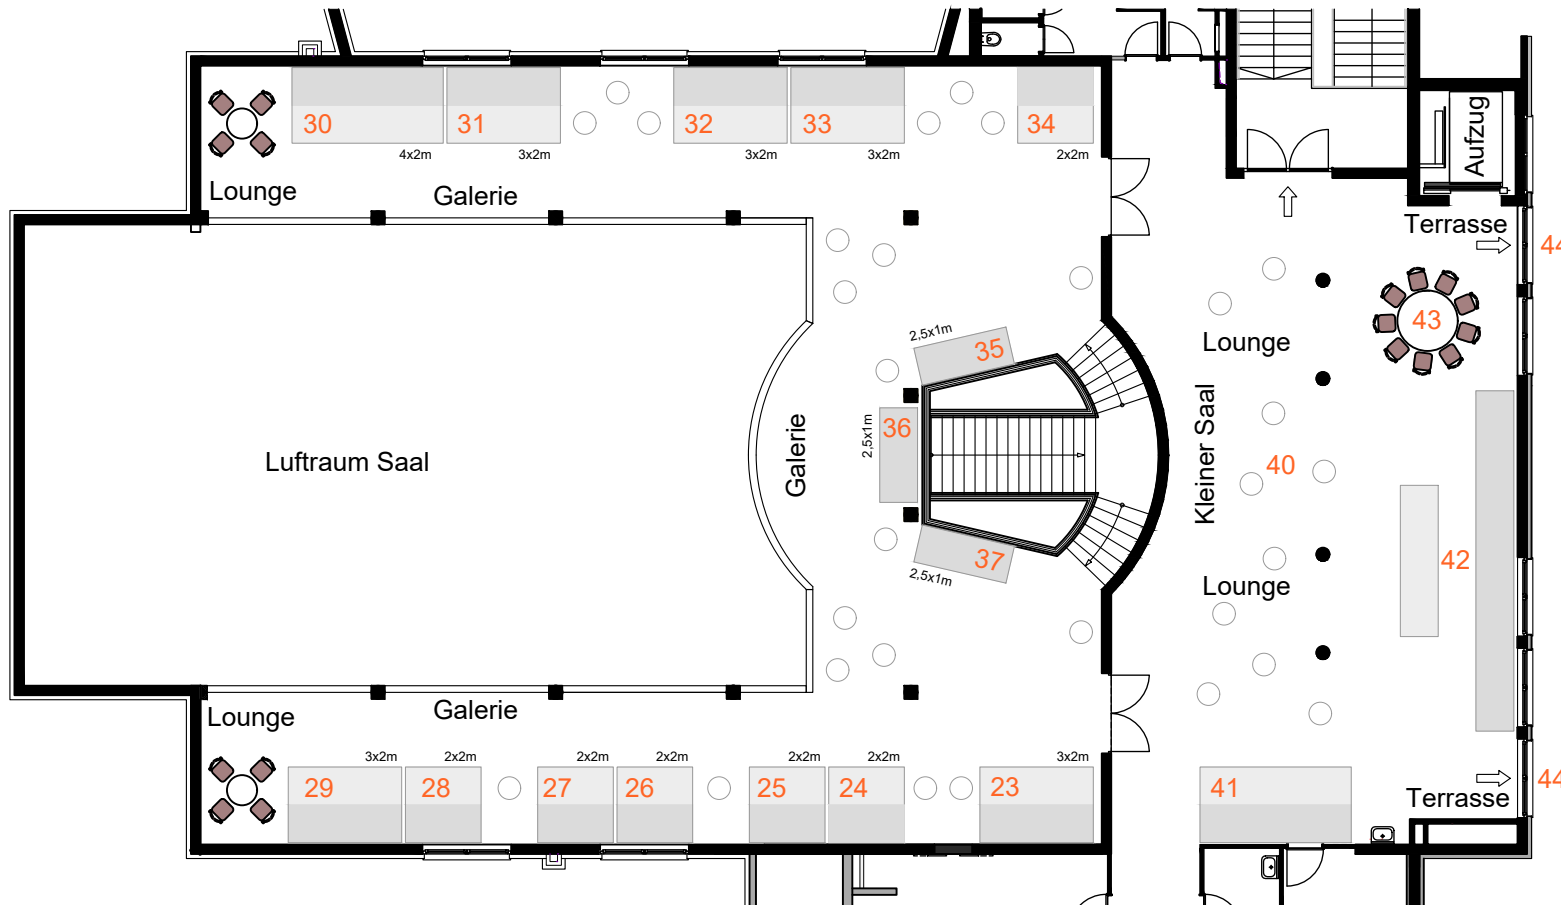 30
31
32
33
34
4x2m
3x2m
3x2m
3x2m
2x2m
Aufzug
Lounge
Galerie
Terrasse
44
2,5x1m
35
43
Lounge
Kleiner Saal
36
2,5x1m
Galerie
Luftraum Saal
40
42
37
2,5x1m
Lounge
Lounge
Galerie
3x2m
2x2m
2x2m
2x2m
2x2m
2x2m
3x2m
29
28
27
26
25
24
23
41
44
Terrasse